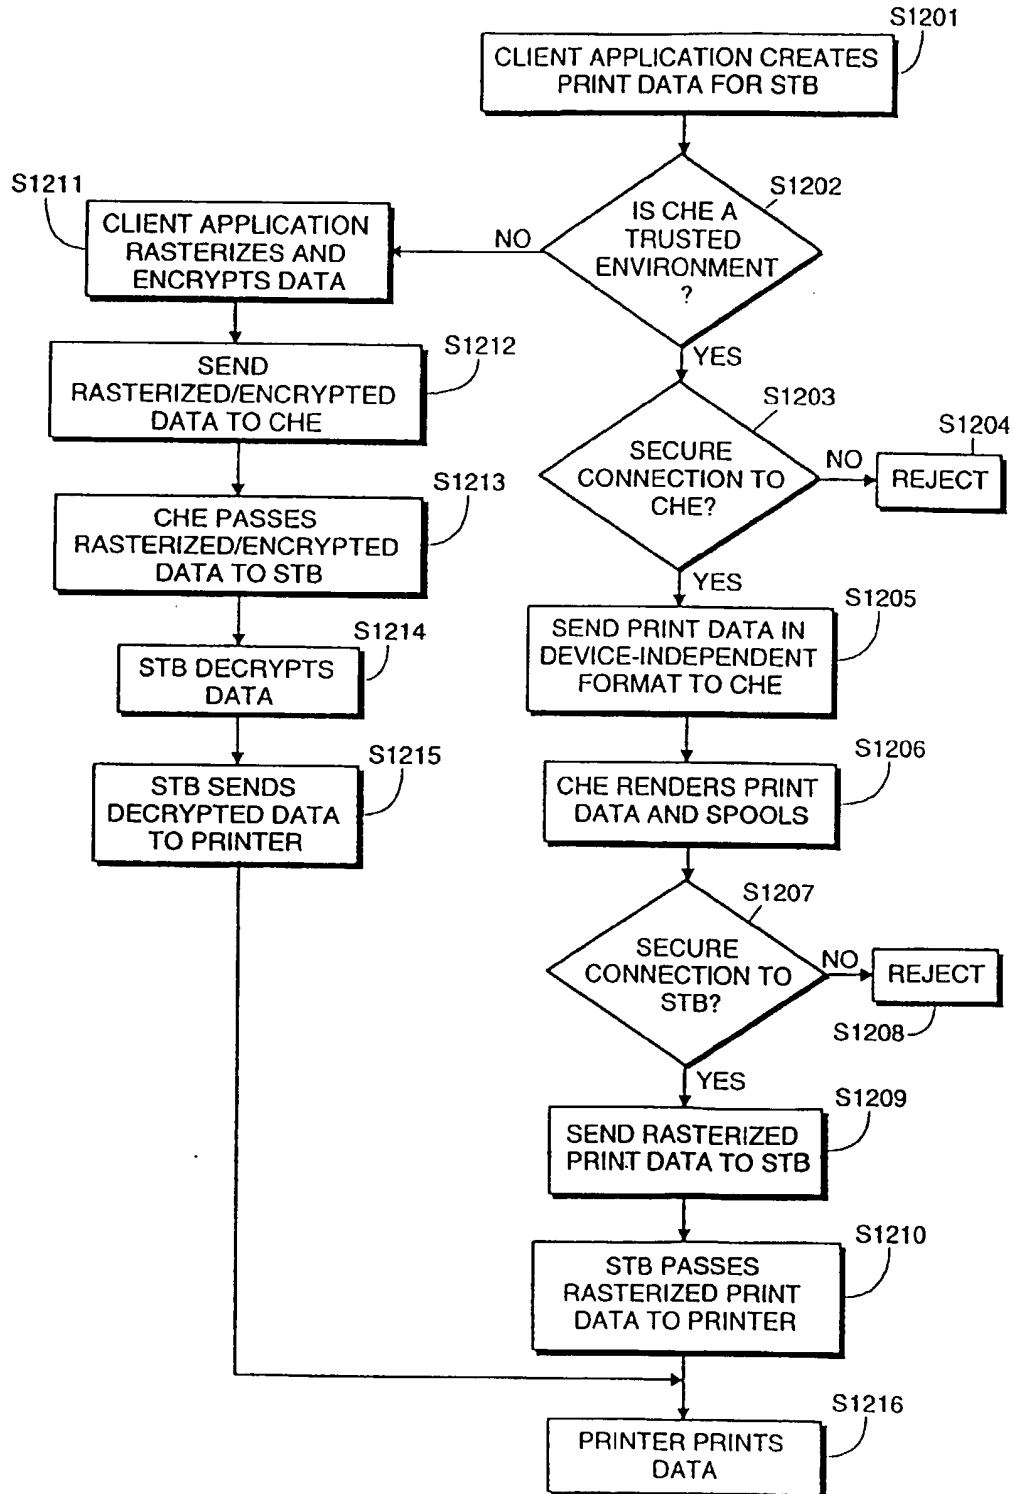 S1201
CLIENT APPLICATION CREATES
PRINT DATA FOR STB
S1202
IS CHE A
TRUSTED
ENVIRONMENT
?
NO
YES
S1211
CLIENT APPLICATION
RASTERIZES AND
ENCRYPTS DATA
S1212
SEND
RASTERIZED/ENCRYPTED
DATA TO CHE
S1213
CHE PASSES
RASTERIZED/ENCRYPTED
DATA TO STB
S1214
STB DECRYPTS
DATA
S1215
STB SENDS
DECRYPTED DATA
TO PRINTER
S1203
SECURE
CONNECTION TO
CHE?
NO
YES
S1204
REJECT
S1205
SEND PRINT DATA IN
DEVICE-INDEPENDENT
FORMAT TO CHE
S1206
CHE RENDERS PRINT
DATA AND SPOOLS
S1207
SECURE
CONNECTION TO
STB?
NO
YES
REJECT
S1208
S1209
SEND RASTERIZED
PRINT DATA TO STB
S1210
STB PASSES
RASTERIZED PRINT
DATA TO PRINTER
S1216
PRINTER PRINTS
DATA